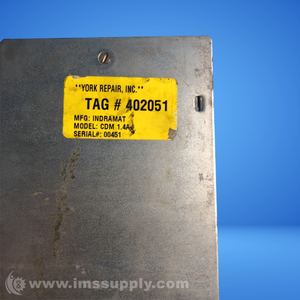 **YORK REPAIR, INC.**
TAG # 402051
MFG: INDRAMAT
MODEL: CDM 1.4A
SERIAL#: 00451
www.imssupply.com